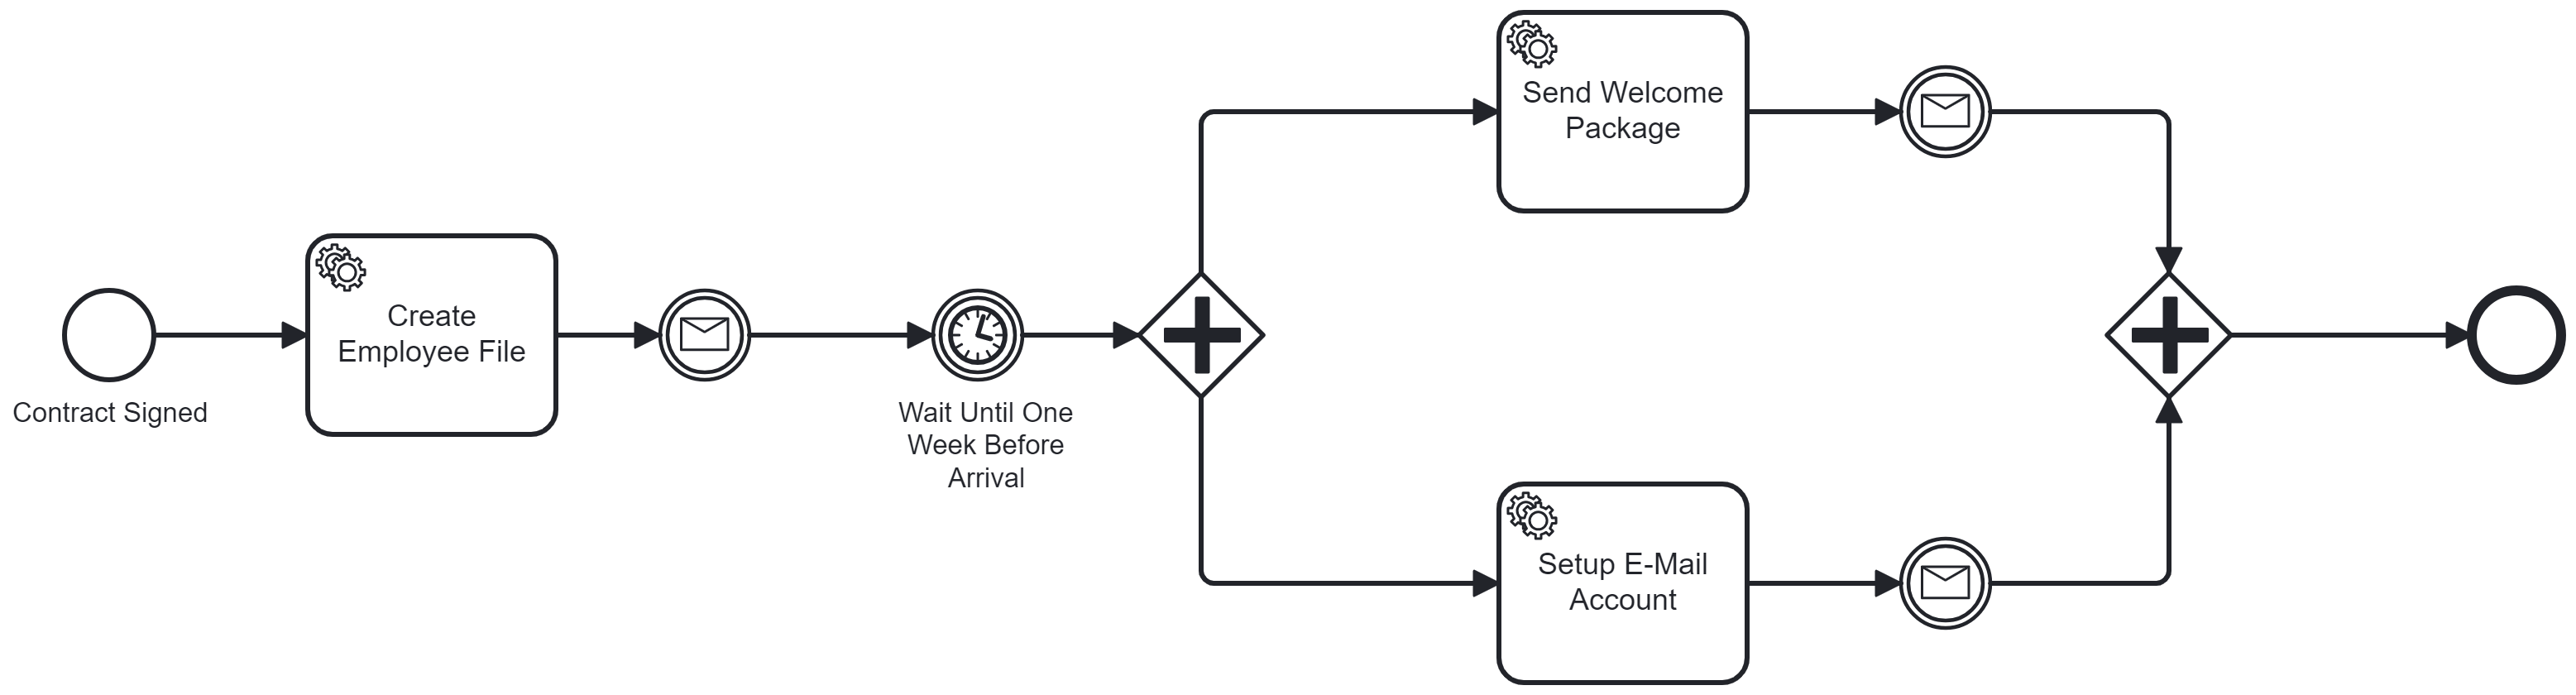 Contract Signed
Create
Employee File
Wait Until One
Week Before
Arrival
Send Welcome
Package
Setup E-Mail
Account